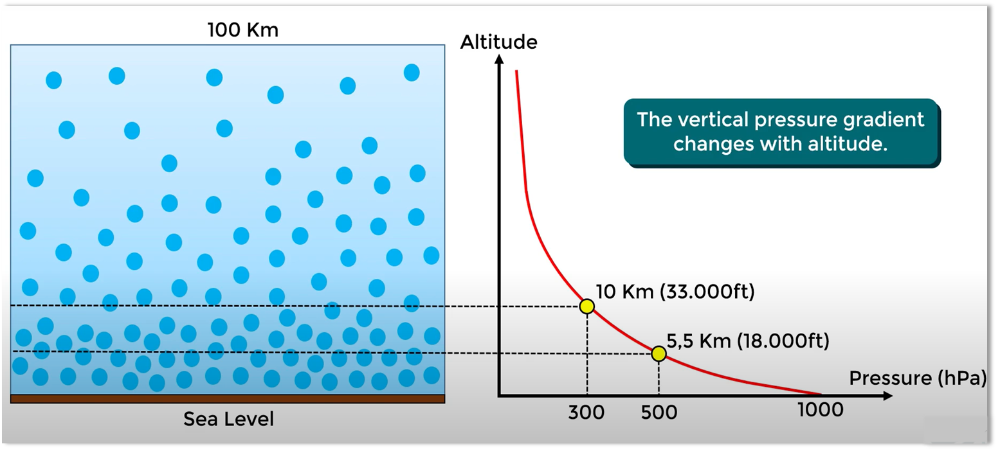 100 Km
Sea Level
Altitude
The vertical pressure gradient
changes with altitude.
10 Km (33.000ft)
5,5 Km (18.000ft)
Pressure (hPa)
300
500
1000